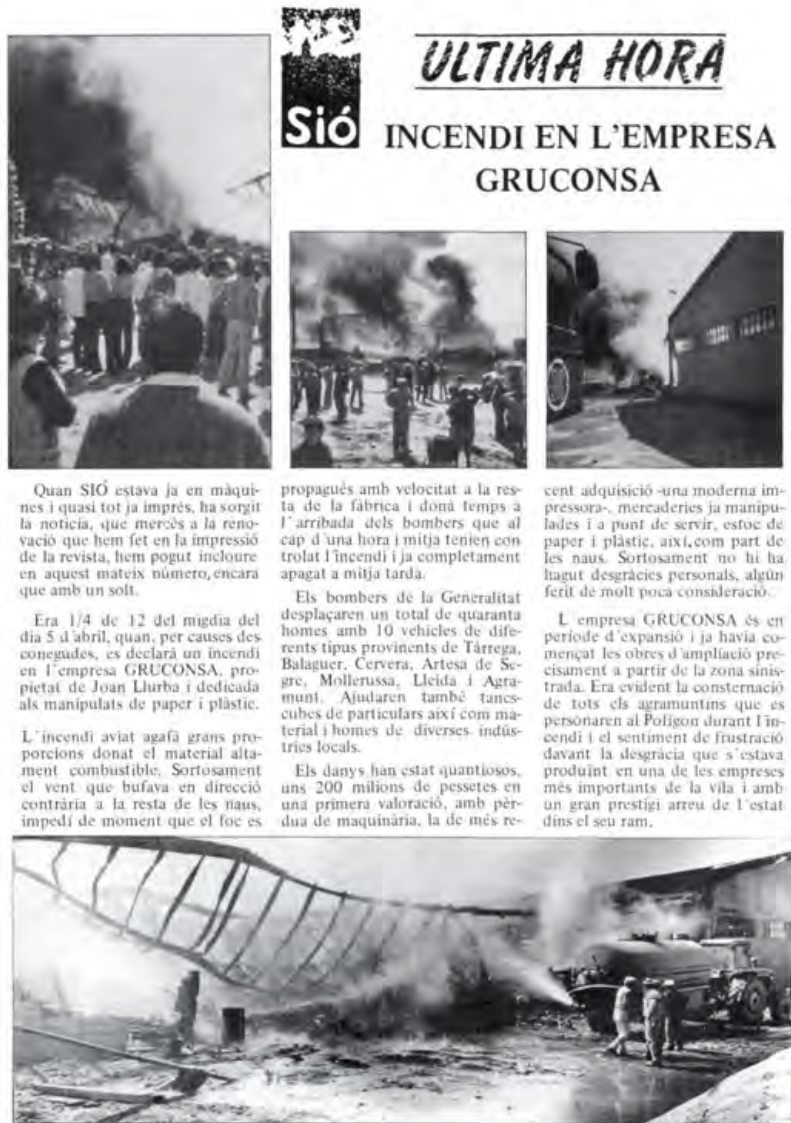 Sió
ULTIMA HORA
INCENDI EN L'EMPRESA
GRUCONSA
Quan SIÓ estava ja en màqui-
nes i quasi tot ja imprés, ha sorgit
la notícia, que mercès a la reno-
vació que hem fet en la impressió
de la revista, hem pogut incloure
en aquest mateix número, encara
que amb un solt.
Era 1/4 de 12 del migdia del
dia 5 d'abril, quan, per causes des
conegudes, es declarà un incendi
en l'empresa GRUCONSA, pro-
pietat de Joan Llurba i dedicada
als manipulats de paper i plàstic.
L'incendi aviat agafà grans pro-
porcions donat el material alta-
ment combustible. Sortosament
el vent que bufava en direcció
contrària a la resta de les naus,
impedí de moment que el foc es
propagués amb velocitat a la res-
ta de la fàbrica i donà temps a
l'arribada dels bombers que al
cap d'una hora i mitja tenien con
trolat l'incendi i ja completament
apagat a mitja tarda.
Els bombers de la Generalitat
desplaçaren un total de quaranta
homes amb 10 vehicles de dife-
rents tipus provinents de Tàrrega,
Balaguer, Cervera, Artesa de Se-
gre, Mollerussa, Lleida i Agra-
munt. Ajudaren també tancs-
cubes de particulars així com ma-
terial i homes de diverses indús-
tries locals.
Els danys han estat quantiosos,
uns 200 milions de pessetes en
una primera valoració, amb pèr-
dua de maquinària, la de més re-
cent adquisició -una moderna im-
pressora-, mercaderies ja manipu-
lades i a punt de servir, estoc de
paper i plàstic, així, com part de
les naus. Sortosament no hi ha
hagut desgràcies personals, algún
ferit de molt poca consideració.
L empresa GRUCONSA és en
període d'expansió i ja havia co-
mençat les obres d'ampliació pre-
cisament a partir de la zona sinis-
trada. Era evident la consternació
de tots els agramuntins que es
personaren al Polígon durant l'in-
cendi i el sentiment de frustració
davant la desgràcia que s'estava
produïnt en una de les empreses
més importants de la vila i amb
un gran prestigi arreu de l'estat
dins el seu ram.